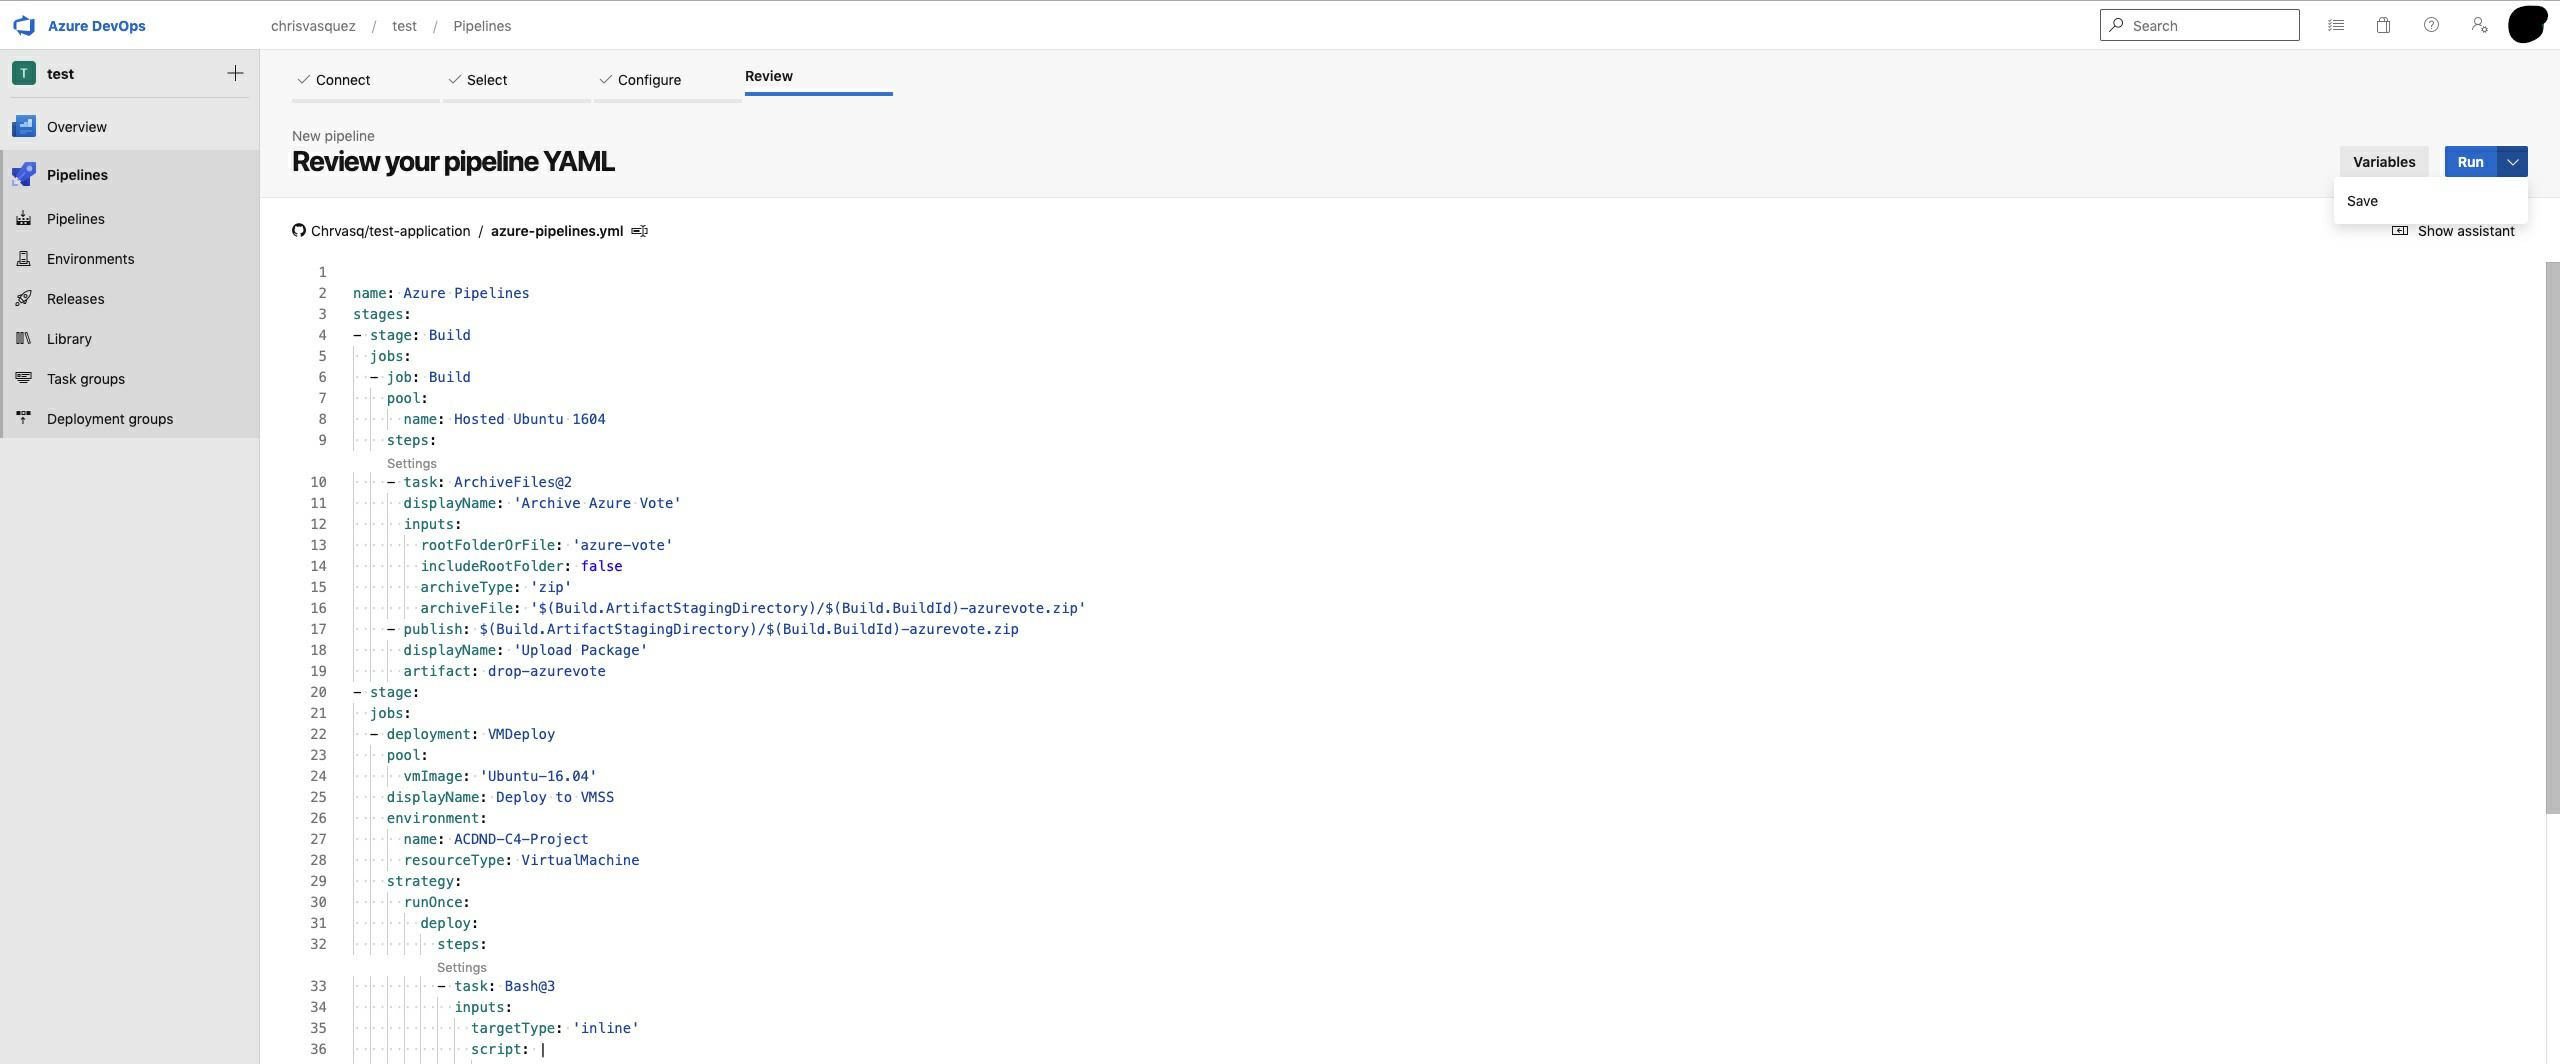 Azure DevOps
chrisvasquez / test / Pipelines
Search
T test
Overview
Pipelines
Pipelines
Environments
Releases
Library
Task groups
Deployment groups
Connect
Select
Configure
Review
New pipeline
Review your pipeline YAML
Variables
Run
Save
Chrvasq/test-application / azure-pipelines.yml
Show assistant
1
2 name: Azure Pipelines
3 stages:
4 - stage: Build
5 jobs:
6 - job: Build
7 pool:
8 name: Hosted Ubuntu 1604
9 steps:
Settings
10 - task: ArchiveFiles@2
11 displayName: 'Archive Azure Vote'
12 inputs:
13 rootFolderOrFile: 'azure-vote'
14 includeRootFolder: false
15 archiveType: 'zip'
16 archiveFile: '$(Build.ArtifactStagingDirectory)/$(Build.BuildId)-azurevote.zip'
17 - publish: $(Build.ArtifactStagingDirectory)/$(Build.BuildId)-azurevote.zip
18 displayName: 'Upload Package'
19 artifact: drop-azurevote
20 - stage:
21 jobs:
22 - deployment: VMDeploy
23 pool:
24 vmImage: 'Ubuntu-16.04'
25 displayName: Deploy to VMSS
26 environment:
27 name: ACDND-C4-Project
28 resourceType: VirtualMachine
29 strategy:
30 runOnce:
31 deploy:
32 steps:
Settings
33 - task: Bash@3
34 inputs:
35 targetType: 'inline'
36 script: |